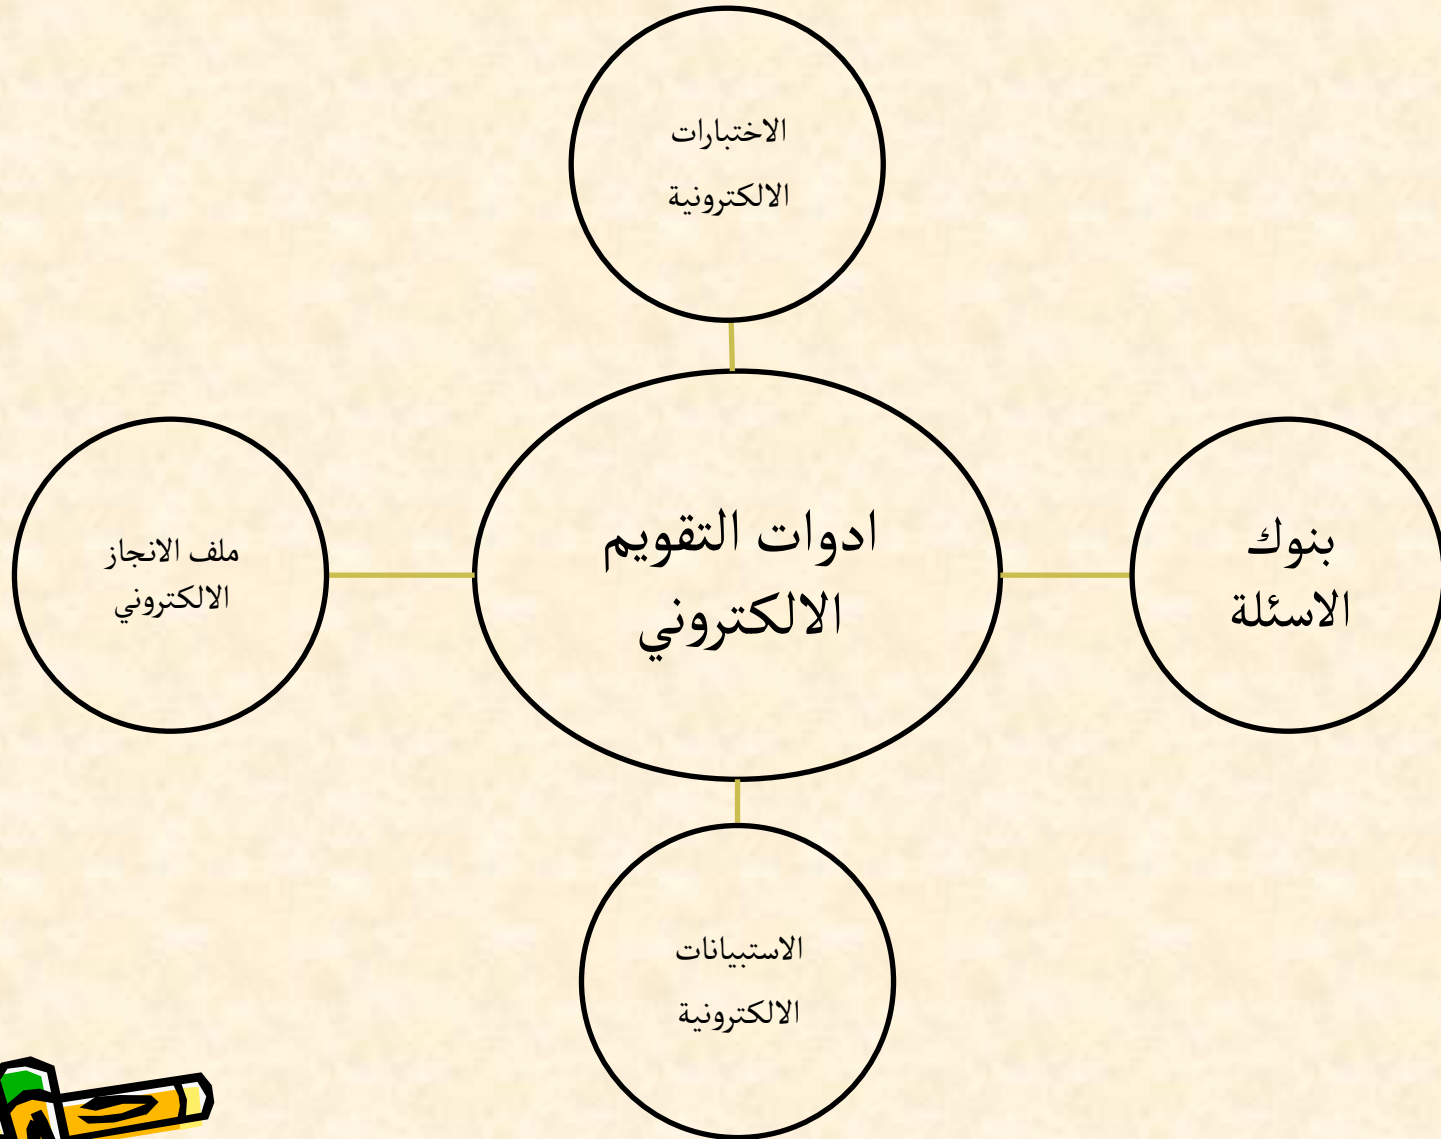 الاختبارات
الالكترونية
ادوات التقويم
الالكتروني
بنوك
الاسئلة
ملف الانجاز
الالكتروني
الاستبيانات
الالكترونية